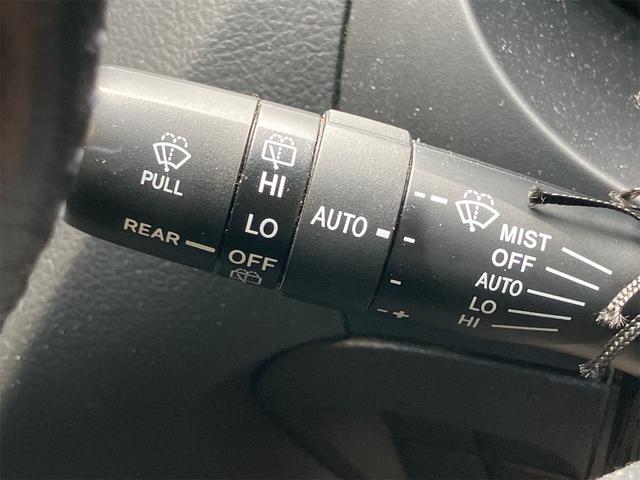 PULL
REAR
HI
LO
OFF
AUTO
- +
MIST
OFF
AUTO
LO
HI